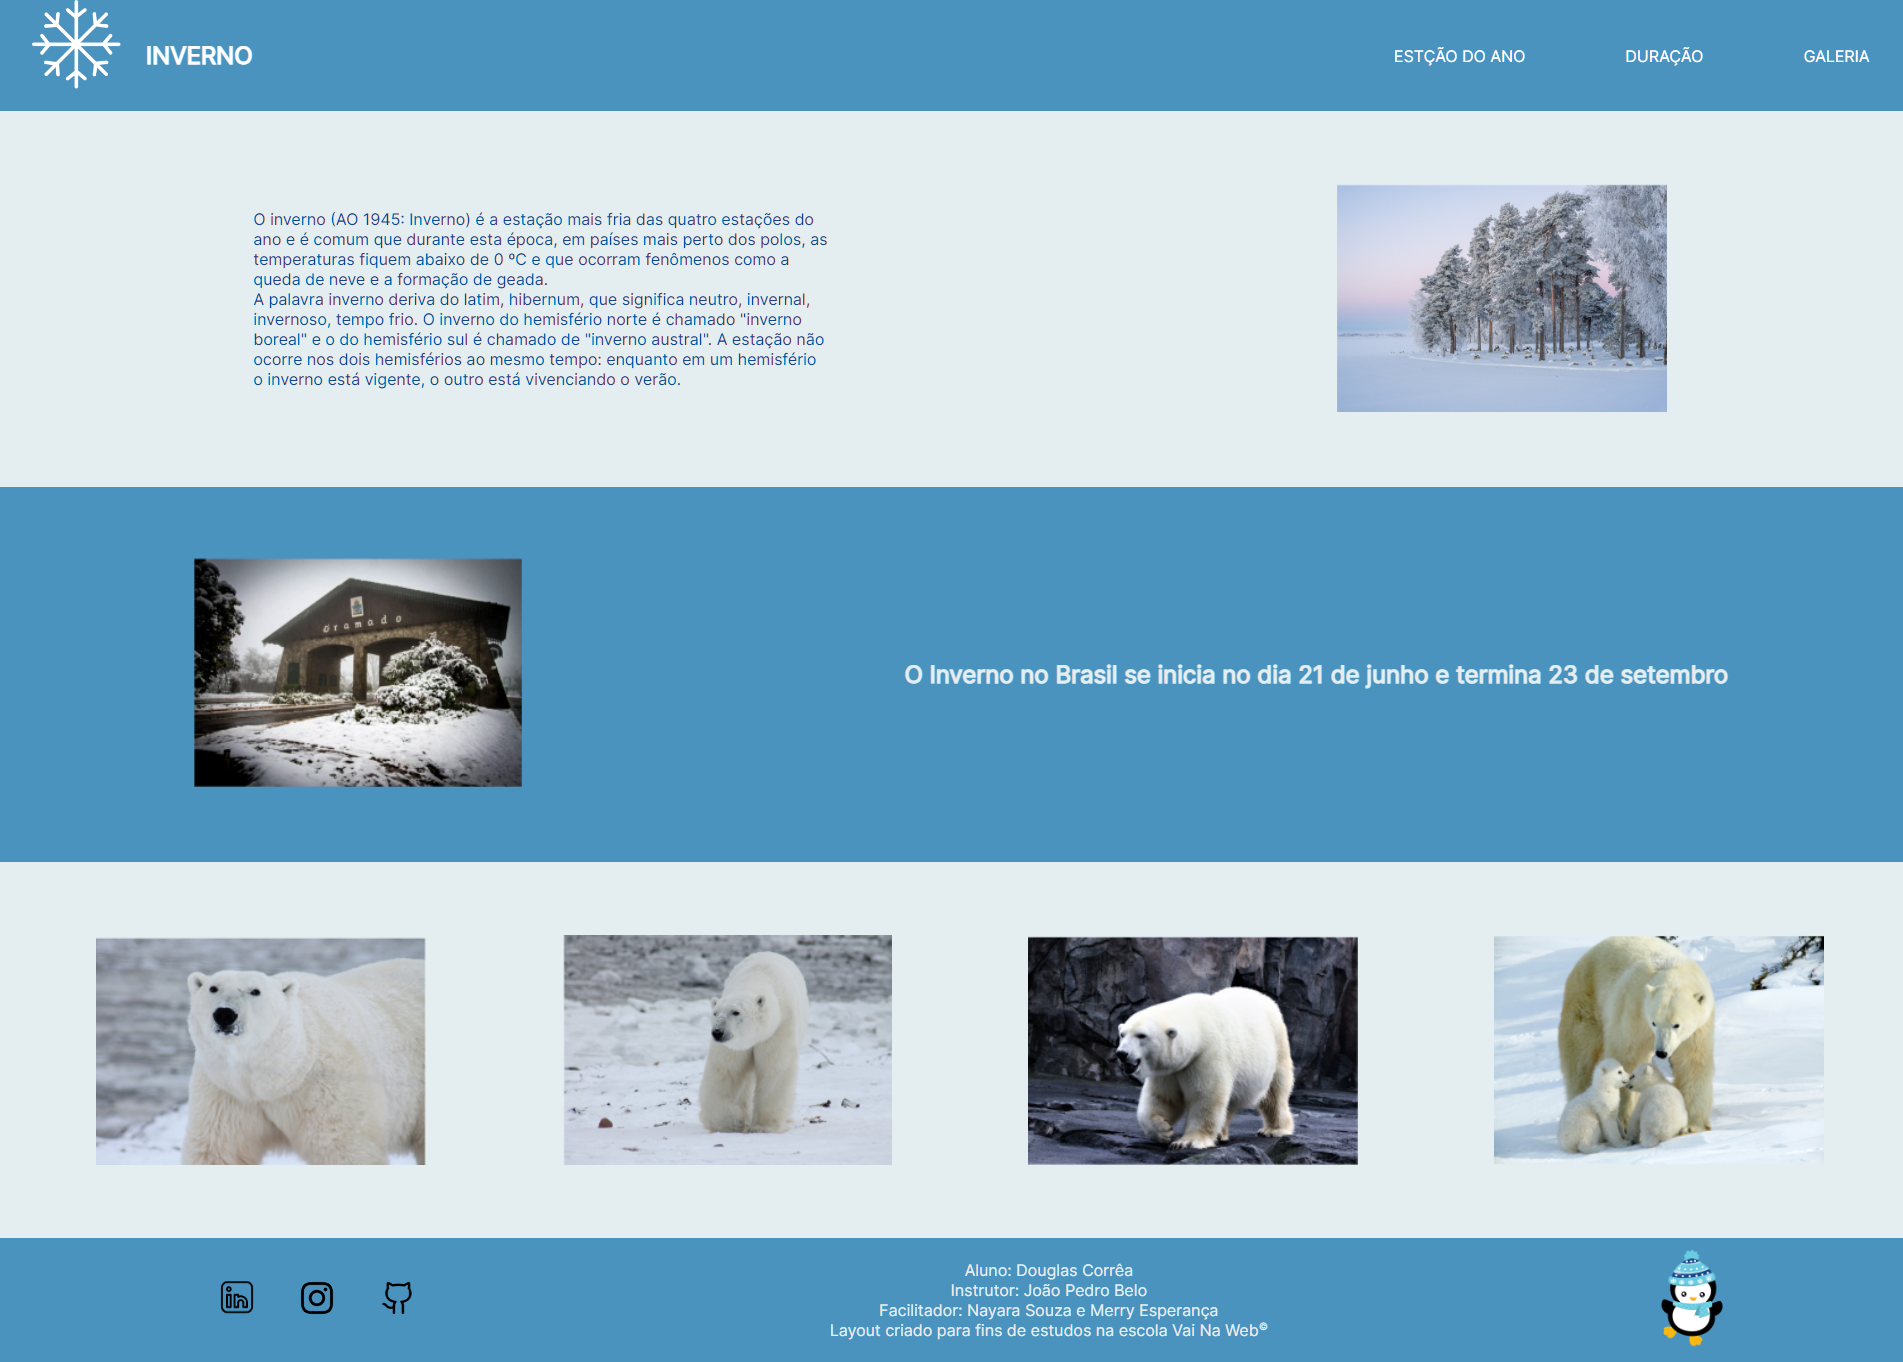 INVERNO
ESTÇÃO DO ANO
DURAÇÃO
GALERIA
O inverno (AO 1945: Inverno) é a estação mais fria das quatro estações do
ano e é comum que durante esta época, em países mais perto dos polos, as
temperaturas fiquem abaixo de 0 ºC e que ocorram fenômenos como a
queda de neve e a formação de geada.
A palavra inverno deriva do latim, hibernum, que significa neutro, invernal,
invernoso, tempo frio. O inverno do hemisfério norte é chamado "inverno
boreal" e o do hemisfério sul é chamado de "inverno austral". A estação não
ocorre nos dois hemisférios ao mesmo tempo: enquanto em um hemisfério
o inverno está vigente, o outro está vivenciando o verão.
Gramado
O Inverno no Brasil se inicia no dia 21 de junho e termina 23 de setembro
in
Aluno: Douglas Corrêa
Instrutor: João Pedro Belo
Facilitador: Nayara Souza e Merry Esperança
Layout criado para fins de estudos na escola Vai Na Web©